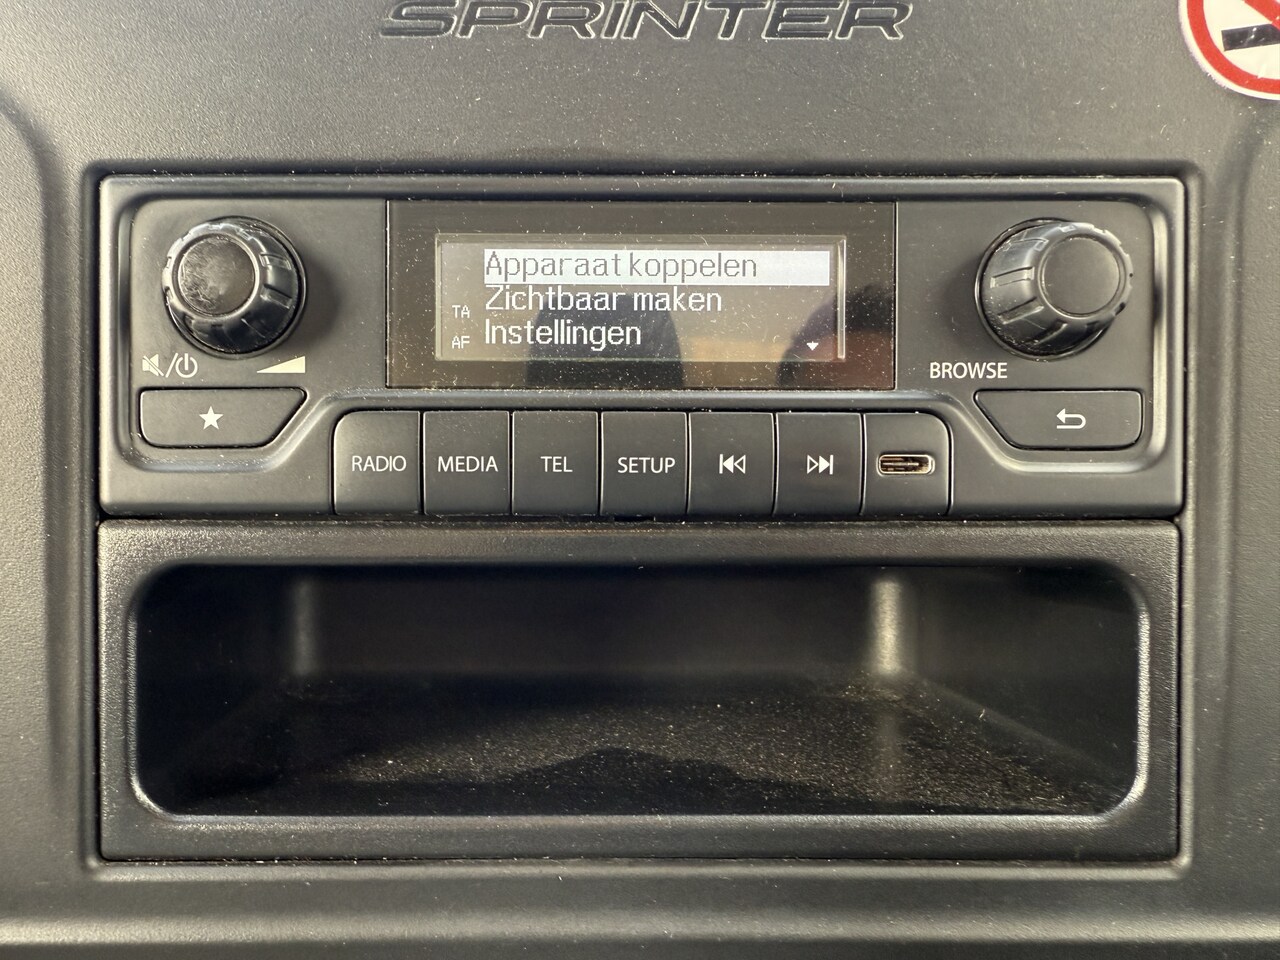 SPRINTER
Apparaat koppelen
TA Zichtbaar maken
AF Instellingen
BROWSE
RADIO MEDIA TEL SETUP